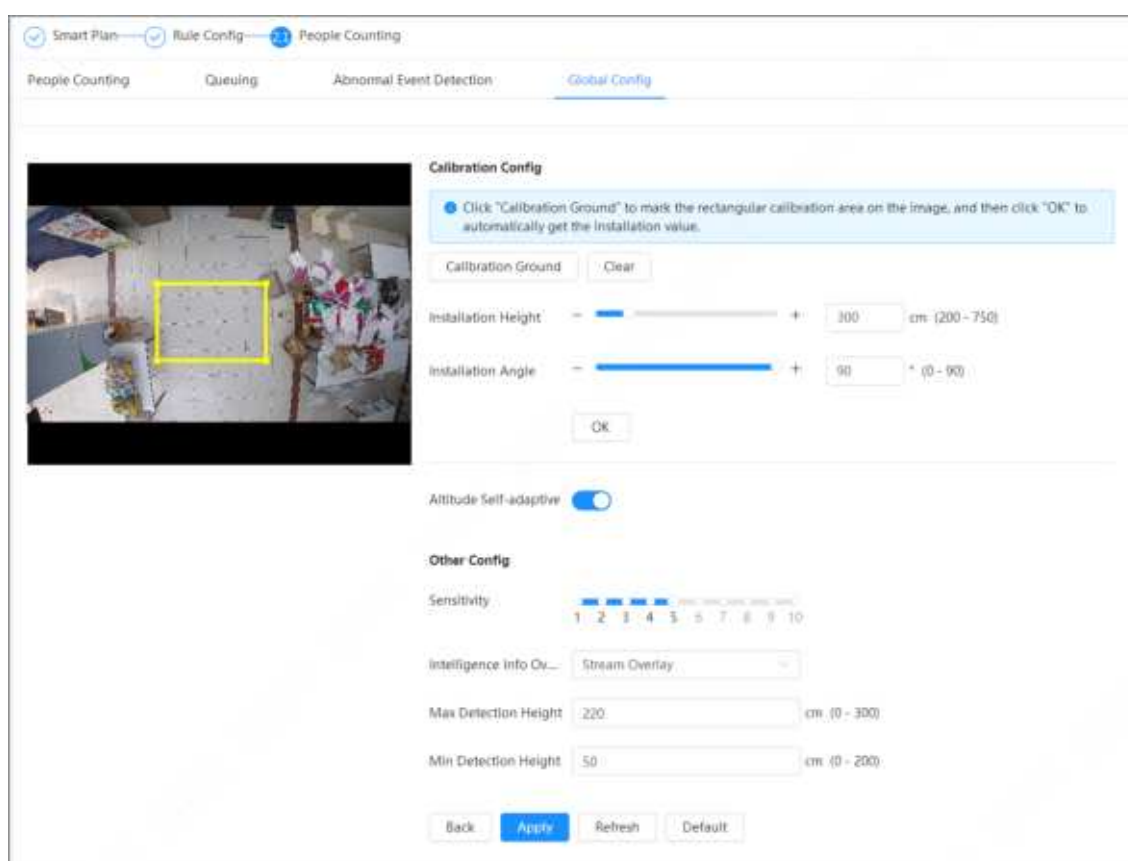 Smart Plan Rule Config 2.1 People Counting
People Counting Queuing Abnormal Event Detection Global Config
Calibration Config
Click "Calibration Ground" to mark the rectangular calibration area on the image, and then click "OK" to
automatically get the installation value.
Calibration Ground Clear
Installation Height − + 300 cm (200 - 750)
Installation Angle − + 90 ° (0 - 90)
OK
Altitude Self-adaptive
Other Config
Sensitivity
1 2 3 4 5 6 7 8 9 10
Intelligence Info Ov... Stream Overlay
Max Detection Height 220 cm (0 - 300)
Min Detection Height 50 cm (0 - 200)
Back Apply Refresh Default